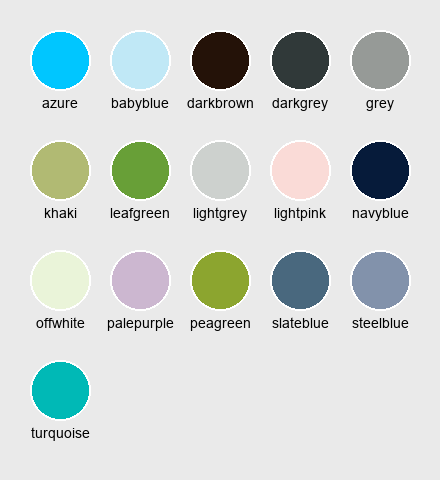 azure babyblue darkbrown darkgrey grey
khaki leafgreen lightgrey lightpink navyblue
offwhite palepurple peagreen slateblue steelblue
turquoise